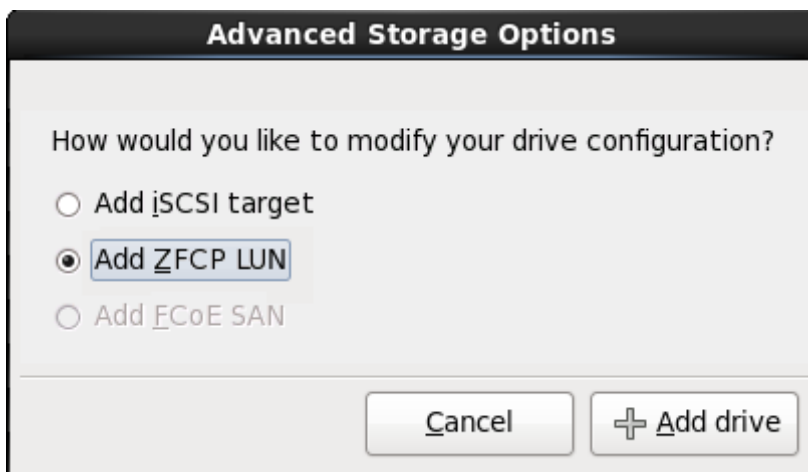 Advanced Storage Options
How would you like to modify your drive configuration?
Add iSCSI target
Add ZFCP LUN
Add FCoE SAN
Cancel
Add drive